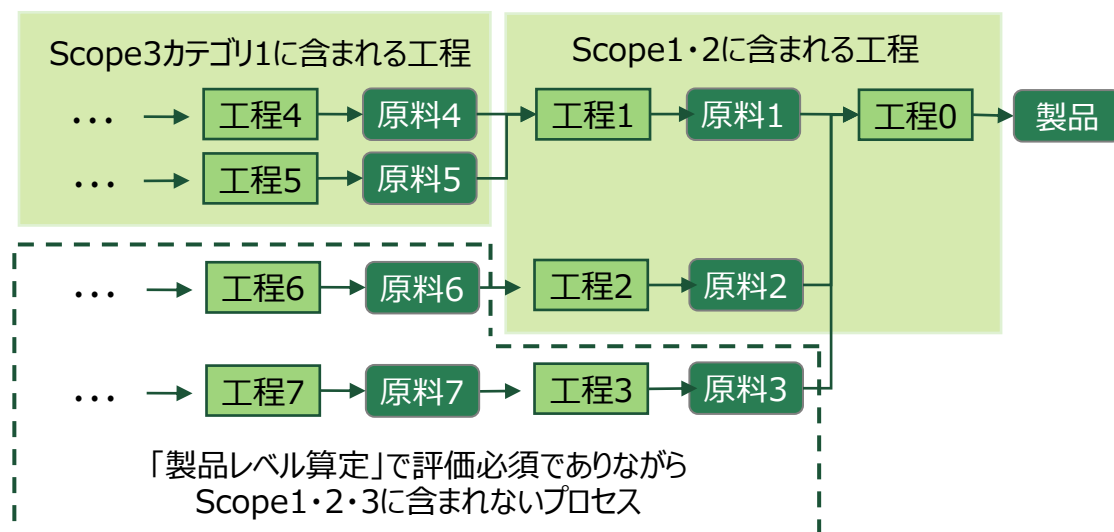 Scope3カテゴリ1に含まれる工程
Scope1・2に含まれる工程
… 工程4 原料4 工程1 原料1 工程0 製品
… 工程5 原料5
… 工程6 原料6 工程2 原料2
… 工程7 原料7 工程3 原料3
「製品レベル算定」で評価必須でありながら
Scope1・2・3に含まれないプロセス